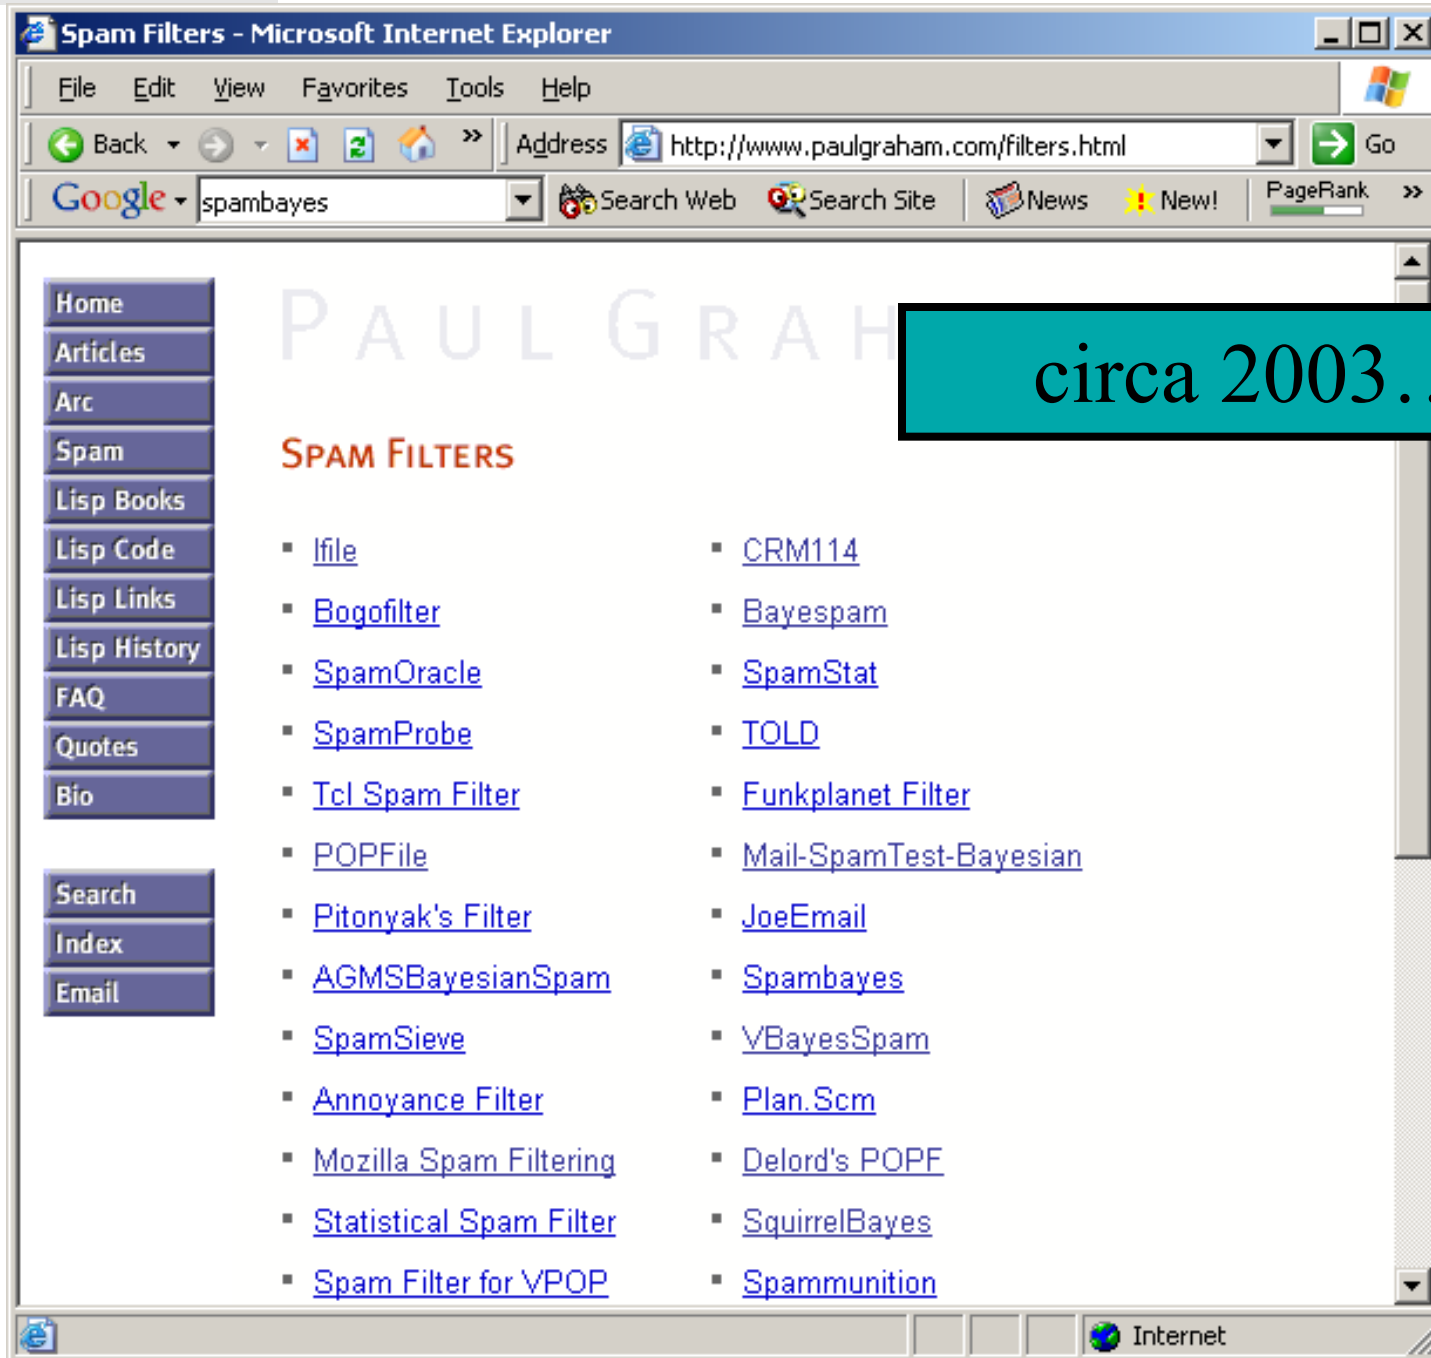 Spam Filters - Microsoft Internet Explorer
File Edit View Favorites Tools Help
Back » Address http://www.paulgraham.com/filters.html Go
Google spambayes Search Web Search Site News New! PageRank »
Home
Articles
Arc
Spam
Lisp Books
Lisp Code
Lisp Links
Lisp History
FAQ
Quotes
Bio
Search
Index
Email
PAUL GRAH
circa 2003..
SPAM FILTERS
Ifile
Bogofilter
SpamOracle
SpamProbe
Tcl Spam Filter
POPFile
Pitonyak's Filter
AGMSBayesianSpam
SpamSieve
Annoyance Filter
Mozilla Spam Filtering
Statistical Spam Filter
Spam Filter for VPOP
CRM114
Bayespam
SpamStat
TOLD
Funkplanet Filter
Mail-SpamTest-Bayesian
JoeEmail
Spambayes
VBayesSpam
Plan.Scm
Delord's POPF
SquirrelBayes
Spammunition
Internet